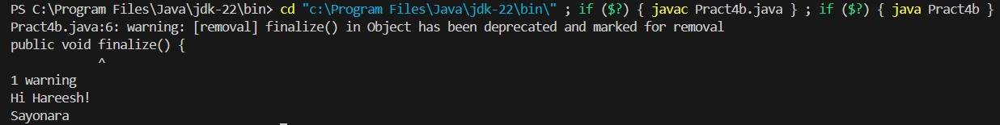 PS C:\Program Files\Java\jdk-22\bin> cd "c:\Program Files\Java\jdk-22\bin\" ; if ($?) { javac Pract4b.java } ; if ($?) { java Pract4b }
Pract4b.java:6: warning: [removal] finalize() in Object has been deprecated and marked for removal
public void finalize() {
            ^
1 warning
Hi Hareesh!
Sayonara